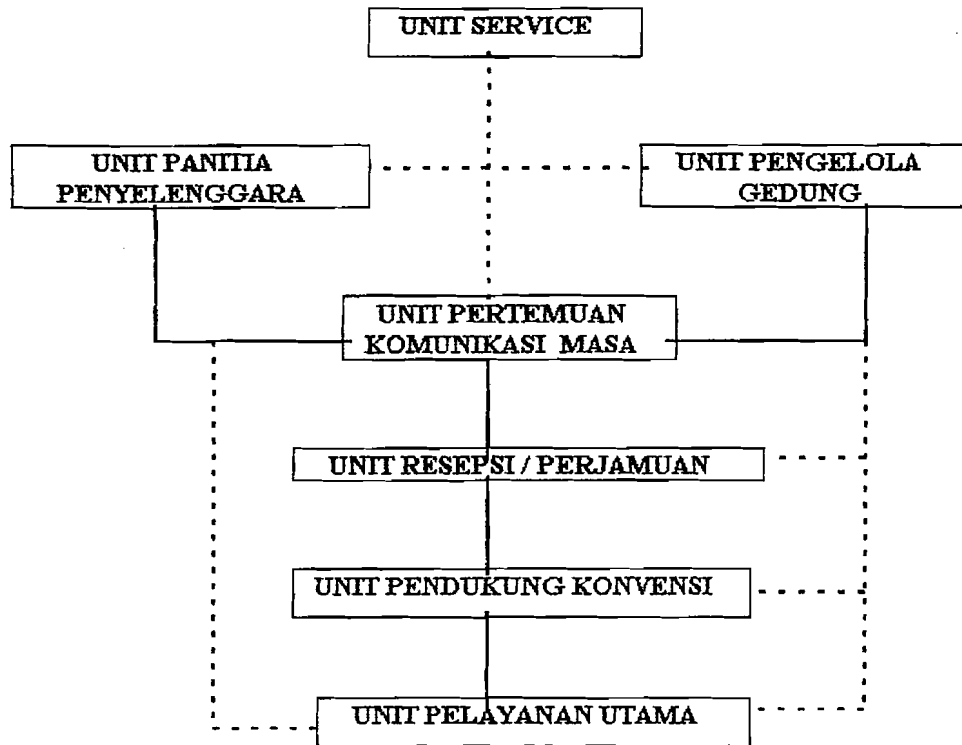 UNIT SERVICE
UNIT PANITIA
PENYELENGGARA
UNIT PENGELOLA
GEDUNG
UNIT PERTEMUAN
KOMUNIKASI MASA
UNIT RESEPSI / PERJAMUAN
UNIT PENDUKUNG KONVENSI
UNIT PELAYANAN UTAMA